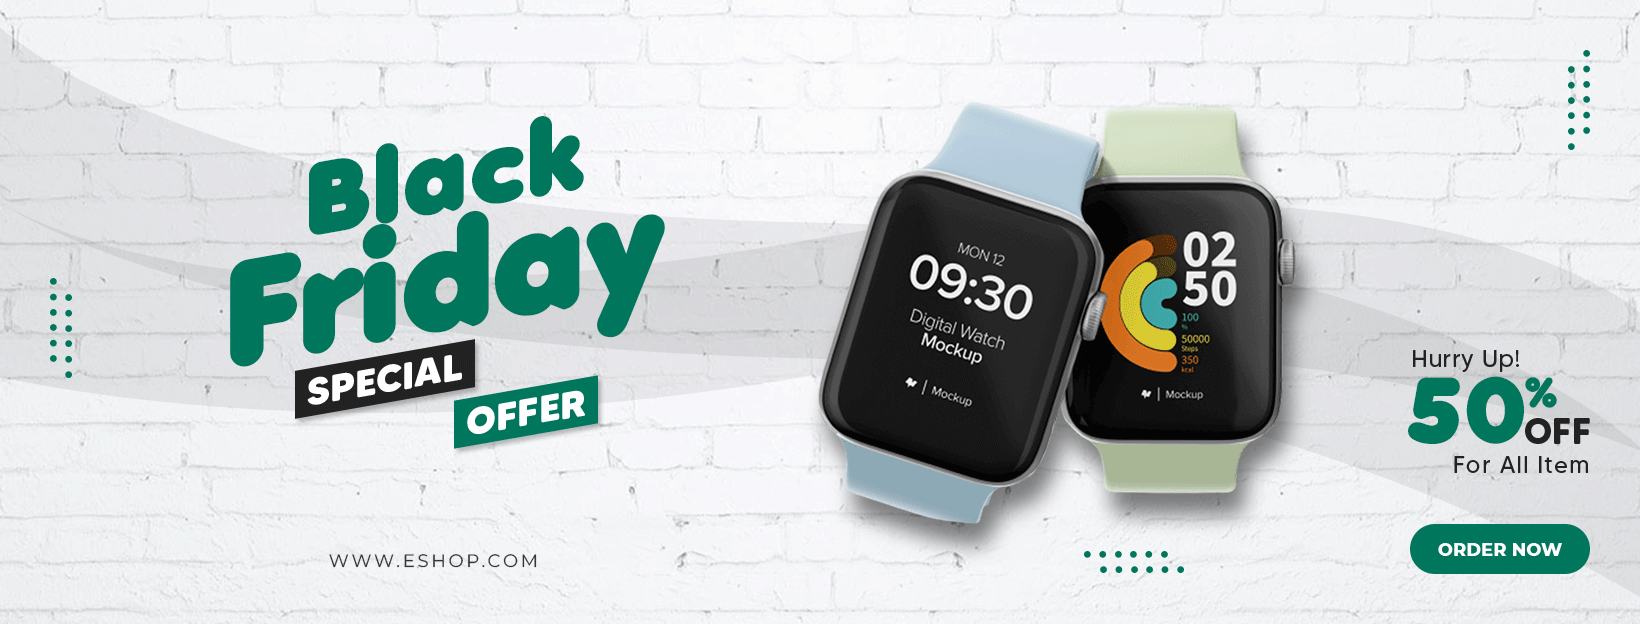 Black
Friday
SPECIAL
OFFER
WWW.ESHOP.COM
MON 12
09:30
Digital Watch
Mockup
Mockup
02
50
100
%
50000
Steps
350
kcal
Mockup
Hurry Up!
50%
OFF
For All Item
ORDER NOW